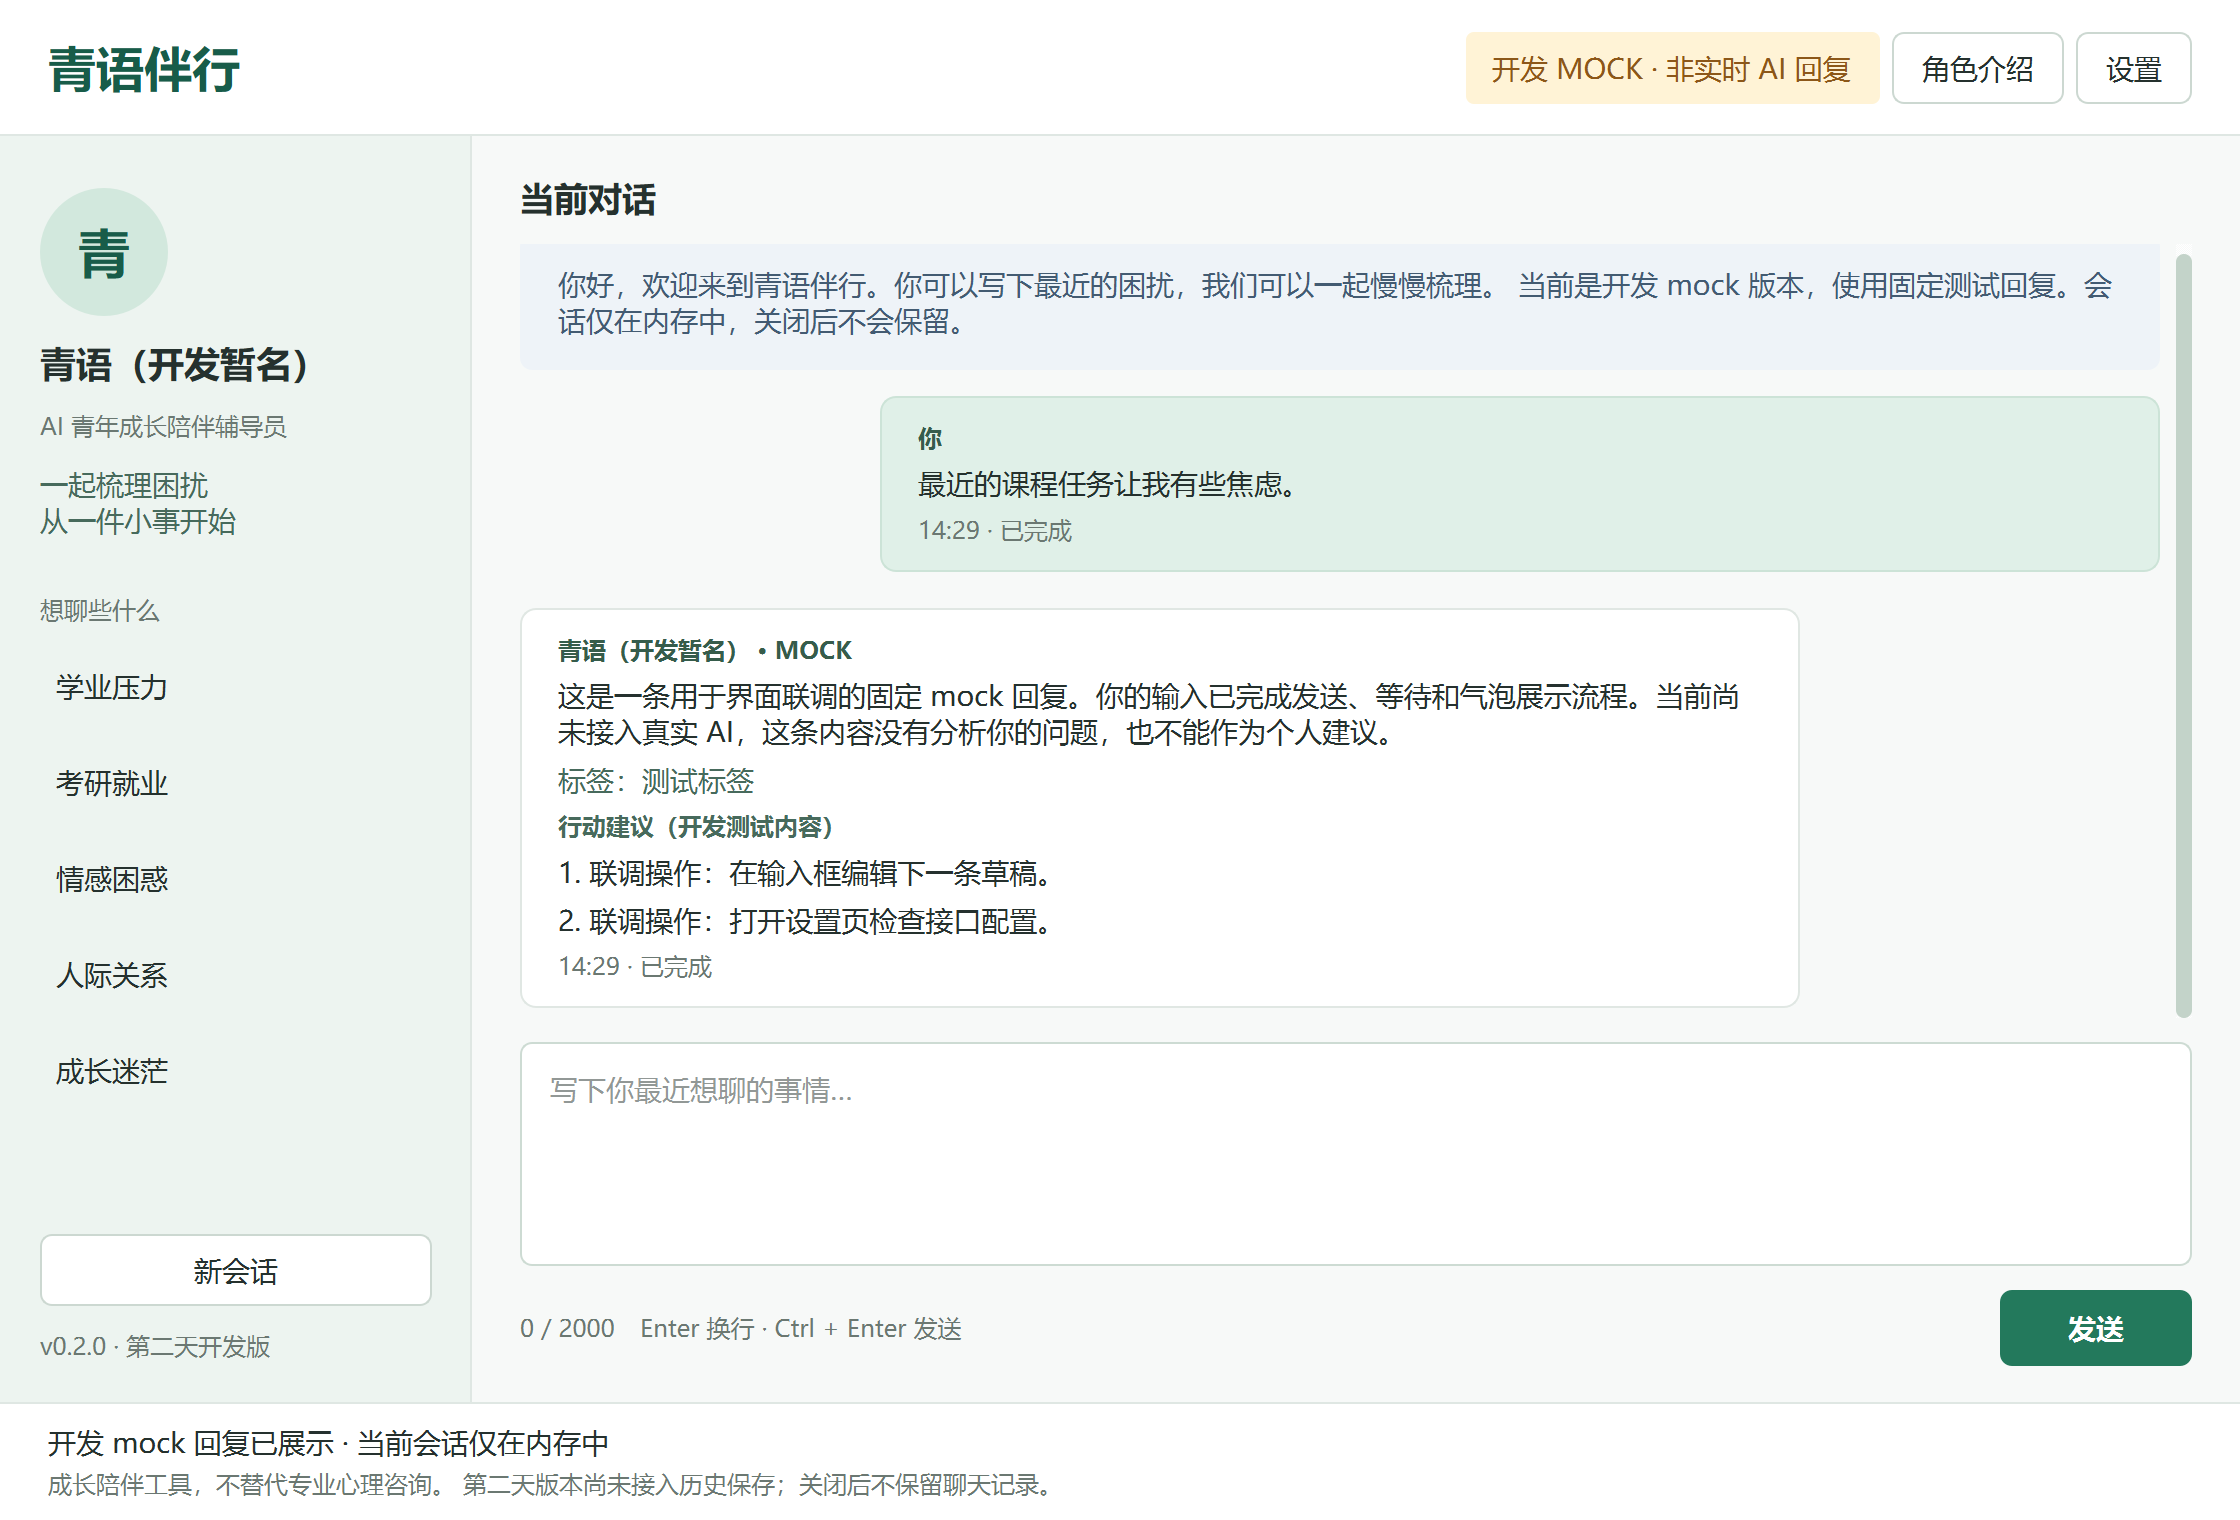 青语伴行
开发 MOCK · 非实时 AI 回复
角色介绍
设置
青
青语（开发暂名）
AI 青年成长陪伴辅导员
一起梳理困扰
从一件小事开始
想聊些什么
学业压力
考研就业
情感困惑
人际关系
成长迷茫
新会话
v0.2.0 · 第二天开发版
当前对话
你好，欢迎来到青语伴行。你可以写下最近的困扰，我们可以一起慢慢梳理。 当前是开发 mock 版本，使用固定测试回复。会
话仅在内存中，关闭后不会保留。
你
最近的课程任务让我有些焦虑。
14:29 · 已完成
青语（开发暂名） • MOCK
这是一条用于界面联调的固定 mock 回复。你的输入已完成发送、等待和气泡展示流程。当前尚
未接入真实 AI，这条内容没有分析你的问题，也不能作为个人建议。
标签：测试标签
行动建议（开发测试内容）
1. 联调操作：在输入框编辑下一条草稿。
2. 联调操作：打开设置页检查接口配置。
14:29 · 已完成
写下你最近想聊的事情...
0 / 2000 Enter 换行 · Ctrl + Enter 发送
发送
开发 mock 回复已展示 · 当前会话仅在内存中
成长陪伴工具，不替代专业心理咨询。 第二天版本尚未接入历史保存；关闭后不保留聊天记录。